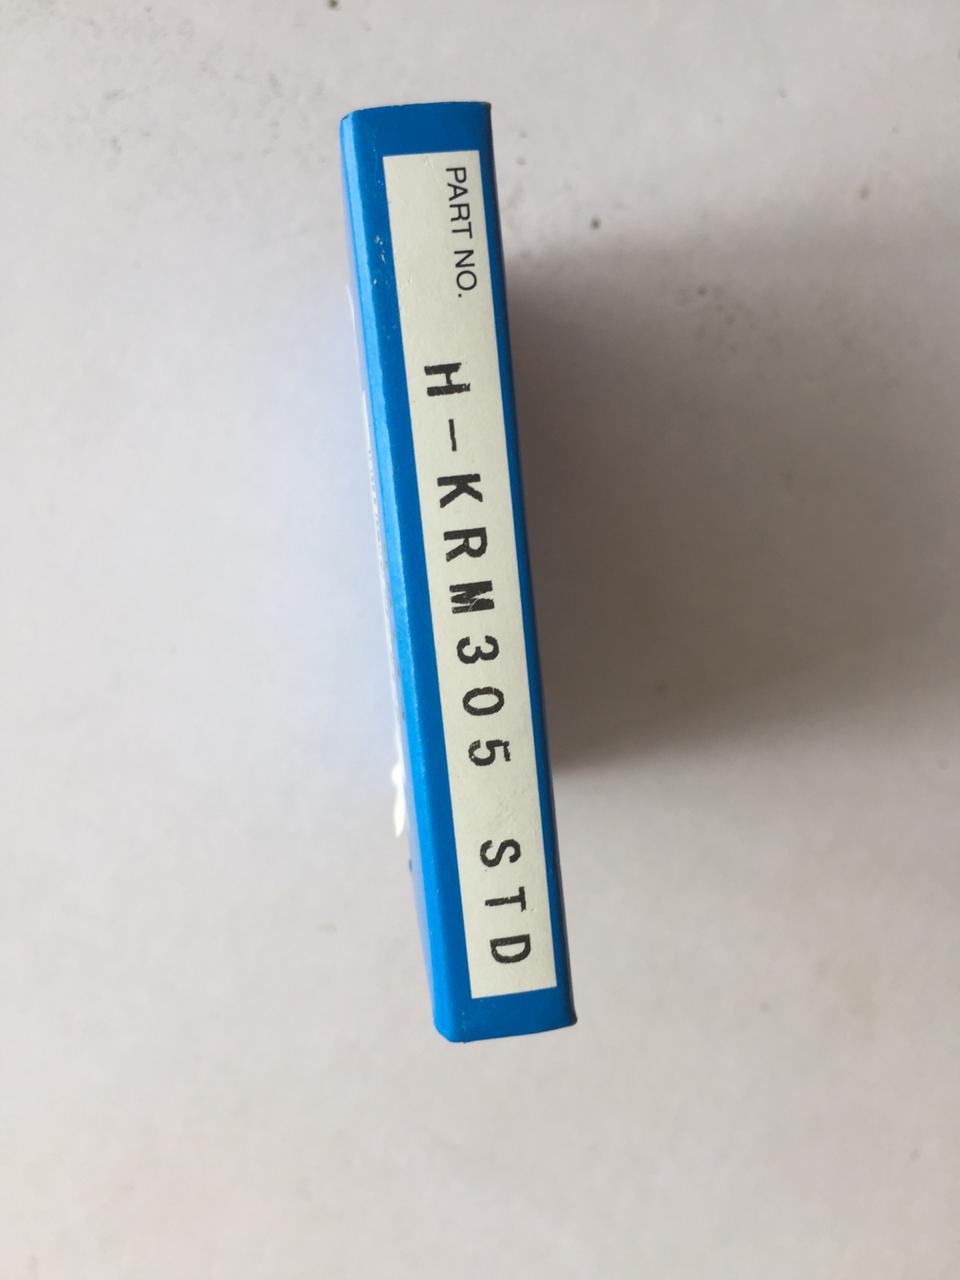 PART NO. H-KRM305 STD